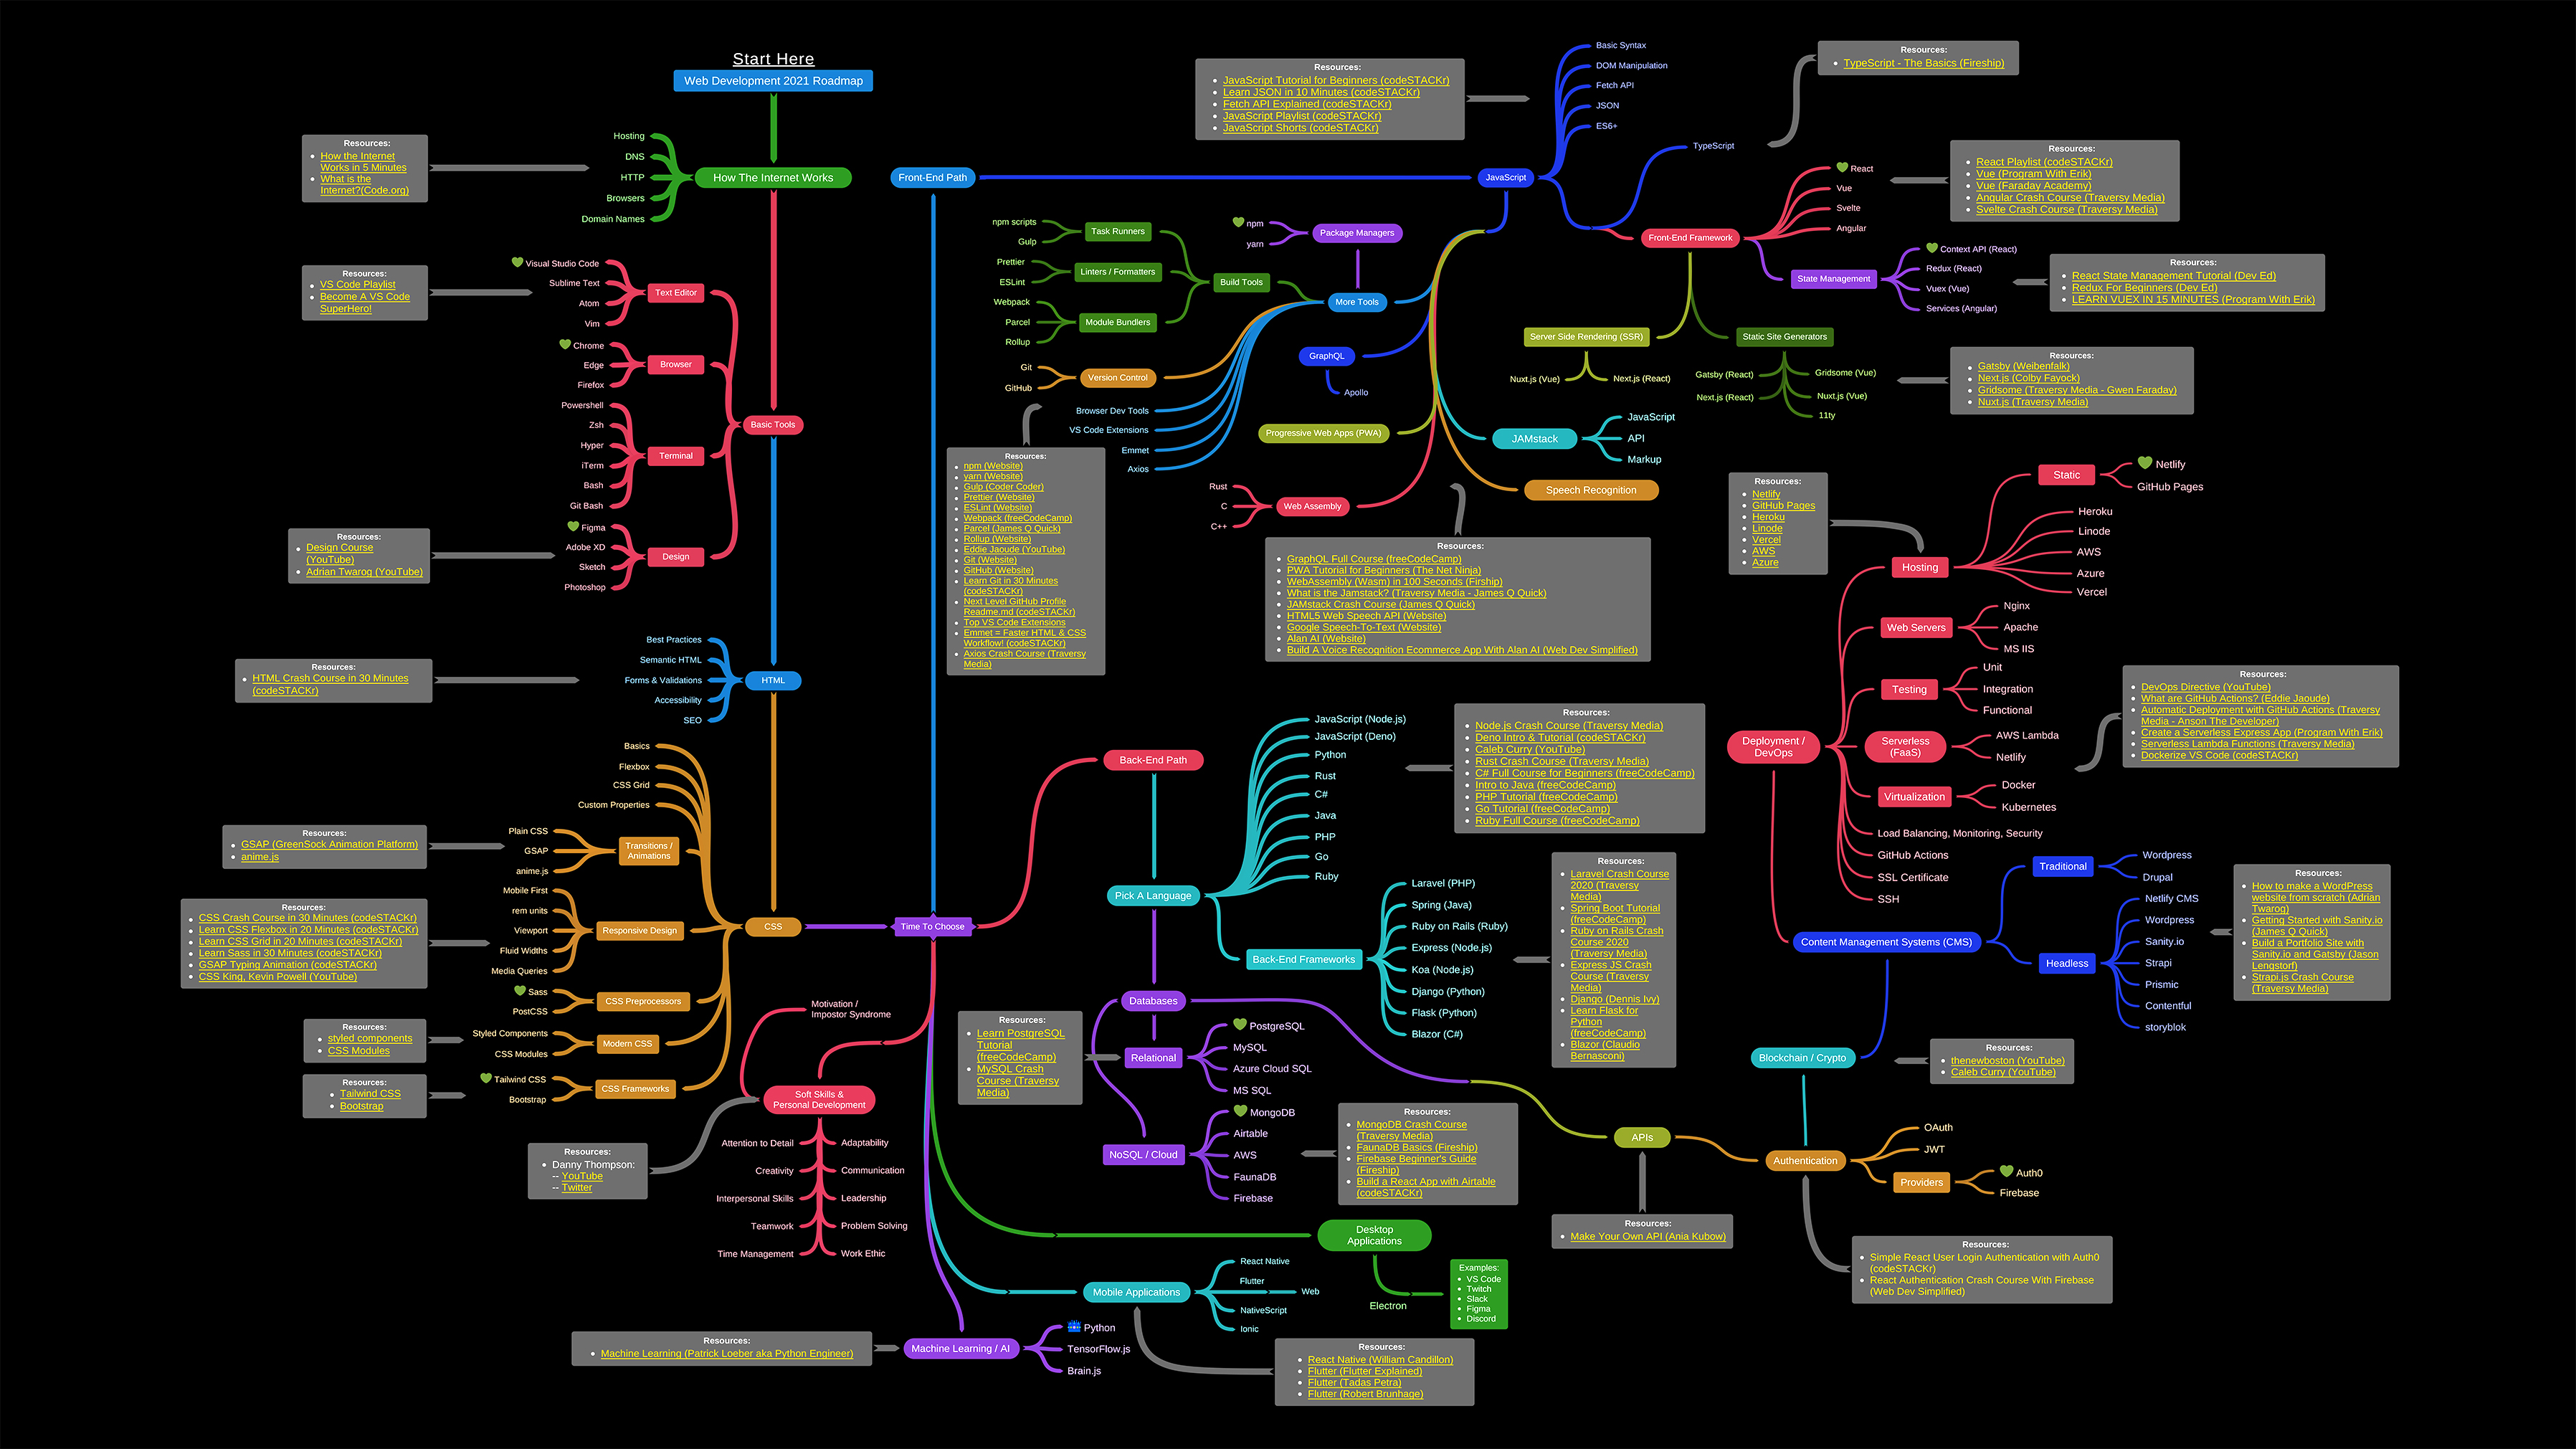 Start Here
Web Development 2021 Roadmap
How The Internet Works
Hosting
DNS
HTTP
Browsers
Domain Names
Resources:
How the Internet
Works in 5 Minutes
What is the
Internet?(Code.org)
Basic Tools
Text Editor
Visual Studio Code
Sublime Text
Atom
Vim
Resources:
VS Code Playlist
Become A VS Code
SuperHero!
Browser
Chrome
Edge
Firefox
Terminal
Powershell
Zsh
Hyper
iTerm
Bash
Git Bash
Design
Figma
Adobe XD
Sketch
Photoshop
Resources:
Design Course
(YouTube)
Adrian Twarog (YouTube)
HTML
Best Practices
Semantic HTML
Forms & Validations
Accessibility
SEO
Resources:
HTML Crash Course in 30 Minutes
(codeSTACKr)
CSS
Basics
Flexbox
CSS Grid
Custom Properties
Transitions /
Animations
Plain CSS
GSAP
anime.js
Resources:
GSAP (GreenSock Animation Platform)
anime.js
Responsive Design
Mobile First
rem units
Viewport
Fluid Widths
Media Queries
Resources:
CSS Crash Course in 30 Minutes (codeSTACKr)
Learn CSS Flexbox in 20 Minutes (codeSTACKr)
Learn CSS Grid in 20 Minutes (codeSTACKr)
Learn Sass in 30 Minutes (codeSTACKr)
GSAP Typing Animation (codeSTACKr)
CSS King, Kevin Powell (YouTube)
CSS Preprocessors
Sass
PostCSS
Modern CSS
Styled Components
CSS Modules
Resources:
styled components
CSS Modules
CSS Frameworks
Tailwind CSS
Bootstrap
Resources:
Tailwind CSS
Bootstrap
Time To Choose
Motivation /
Impostor Syndrome
Soft Skills &
Personal Development
Attention to Detail
Adaptability
Creativity
Communication
Interpersonal Skills
Leadership
Teamwork
Problem Solving
Time Management
Work Ethic
Resources:
Danny Thompson:
-- YouTube
-- Twitter
Front-End Path
JavaScript
Basic Syntax
DOM Manipulation
Fetch API
JSON
ES6+
Resources:
JavaScript Tutorial for Beginners (codeSTACKr)
Learn JSON in 10 Minutes (codeSTACKr)
Fetch API Explained (codeSTACKr)
JavaScript Playlist (codeSTACKr)
JavaScript Shorts (codeSTACKr)
TypeScript
Resources:
TypeScript - The Basics (Fireship)
Front-End Framework
React
Vue
Svelte
Angular
Resources:
React Playlist (codeSTACKr)
Vue (Program With Erik)
Vue (Faraday Academy)
Angular Crash Course (Traversy Media)
Svelte Crash Course (Traversy Media)
State Management
Context API (React)
Redux (React)
Vuex (Vue)
Services (Angular)
Resources:
React State Management Tutorial (Dev Ed)
Redux For Beginners (Dev Ed)
LEARN VUEX IN 15 MINUTES (Program With Erik)
Server Side Rendering (SSR)
Nuxt.js (Vue)
Next.js (React)
Static Site Generators
Gatsby (React)
Gridsome (Vue)
Next.js (React)
Nuxt.js (Vue)
11ty
Resources:
Gatsby (Weibenfalk)
Next.js (Colby Fayock)
Gridsome (Traversy Media - Gwen Faraday)
Nuxt.js (Traversy Media)
More Tools
Package Managers
npm
yarn
Build Tools
Task Runners
npm scripts
Gulp
Linters / Formatters
Prettier
ESLint
Module Bundlers
Webpack
Parcel
Rollup
Version Control
Git
GitHub
Browser Dev Tools
VS Code Extensions
Emmet
Axios
Resources:
npm (Website)
yarn (Website)
Gulp (Coder Coder)
Prettier (Website)
ESLint (Website)
Webpack (freeCodeCamp)
Parcel (James Q Quick)
Rollup (Website)
Eddie Jaoude (YouTube)
Git (Website)
GitHub (Website)
Learn Git in 30 Minutes
(codeSTACKr)
Next Level GitHub Profile
Readme.md (codeSTACKr)
Top VS Code Extensions
Emmet = Faster HTML & CSS
Workflow! (codeSTACKr)
Axios Crash Course (Traversy
Media)
GraphQL
Apollo
Progressive Web Apps (PWA)
Web Assembly
Rust
C
C++
JAMstack
JavaScript
API
Markup
Speech Recognition
Resources:
GraphQL Full Course (freeCodeCamp)
PWA Tutorial for Beginners (The Net Ninja)
WebAssembly (Wasm) in 100 Seconds (Firship)
What is the Jamstack? (Traversy Media - James Q Quick)
JAMstack Crash Course (James Q Quick)
HTML5 Web Speech API (Website)
Google Speech-To-Text (Website)
Alan AI (Website)
Build A Voice Recognition Ecommerce App With Alan AI (Web Dev Simplified)
Back-End Path
Pick A Language
JavaScript (Node.js)
JavaScript (Deno)
Python
Rust
C#
Java
PHP
Go
Ruby
Resources:
Node.js Crash Course (Traversy Media)
Deno Intro & Tutorial (codeSTACKr)
Caleb Curry (YouTube)
Rust Crash Course (Traversy Media)
C# Full Course for Beginners (freeCodeCamp)
Intro to Java (freeCodeCamp)
PHP Tutorial (freeCodeCamp)
Go Tutorial (freeCodeCamp)
Ruby Full Course (freeCodeCamp)
Back-End Frameworks
Laravel (PHP)
Spring (Java)
Ruby on Rails (Ruby)
Express (Node.js)
Koa (Node.js)
Django (Python)
Flask (Python)
Blazor (C#)
Resources:
Laravel Crash Course
2020 (Traversy
Media)
Spring Boot Tutorial
(freeCodeCamp)
Ruby on Rails Crash
Course 2020
(Traversy Media)
Express JS Crash
Course (Traversy
Media)
Django (Dennis Ivy)
Learn Flask for
Python
(freeCodeCamp)
Blazor (Claudio
Bernasconi)
Databases
Relational
PostgreSQL
MySQL
Azure Cloud SQL
MS SQL
Resources:
Learn PostgreSQL
Tutorial
(freeCodeCamp)
MySQL Crash
Course (Traversy
Media)
NoSQL / Cloud
MongoDB
Airtable
AWS
FaunaDB
Firebase
Resources:
MongoDB Crash Course
(Traversy Media)
FaunaDB Basics (Fireship)
Firebase Beginner's Guide
(Fireship)
Build a React App with Airtable
(codeSTACKr)
APIs
Resources:
Make Your Own API (Ania Kubow)
Authentication
OAuth
JWT
Providers
Auth0
Firebase
Resources:
Simple React User Login Authentication with Auth0
(codeSTACKr)
React Authentication Crash Course With Firebase
(Web Dev Simplified)
Blockchain / Crypto
Resources:
thenewboston (YouTube)
Caleb Curry (YouTube)
Content Management Systems (CMS)
Traditional
Wordpress
Drupal
Headless
Netlify CMS
Wordpress
Sanity.io
Strapi
Prismic
Contentful
storyblok
Resources:
How to make a WordPress
website from scratch (Adrian
Twarog)
Getting Started with Sanity.io
(James Q Quick)
Build a Portfolio Site with
Sanity.io and Gatsby (Jason
Lengstorf)
Strapi.js Crash Course
(Traversy Media)
Deployment /
DevOps
Hosting
Static
Netlify
GitHub Pages
Heroku
Linode
AWS
Azure
Vercel
Resources:
Netlify
GitHub Pages
Heroku
Linode
Vercel
AWS
Azure
Web Servers
Nginx
Apache
MS IIS
Testing
Unit
Integration
Functional
Serverless
(FaaS)
AWS Lambda
Netlify
Virtualization
Docker
Kubernetes
Load Balancing, Monitoring, Security
GitHub Actions
SSL Certificate
SSH
Resources:
DevOps Directive (YouTube)
What are GitHub Actions? (Eddie Jaoude)
Automatic Deployment with GitHub Actions (Traversy
Media - Anson The Developer)
Create a Serverless Express App (Program With Erik)
Serverless Lambda Functions (Traversy Media)
Dockerize VS Code (codeSTACKr)
Desktop
Applications
Electron
Examples:
VS Code
Twitch
Slack
Figma
Discord
Mobile Applications
React Native
Flutter
Web
NativeScript
Ionic
Resources:
React Native (William Candillon)
Flutter (Flutter Explained)
Flutter (Tadas Petra)
Flutter (Robert Brunhage)
Machine Learning / AI
Python
TensorFlow.js
Brain.js
Resources:
Machine Learning (Patrick Loeber aka Python Engineer)